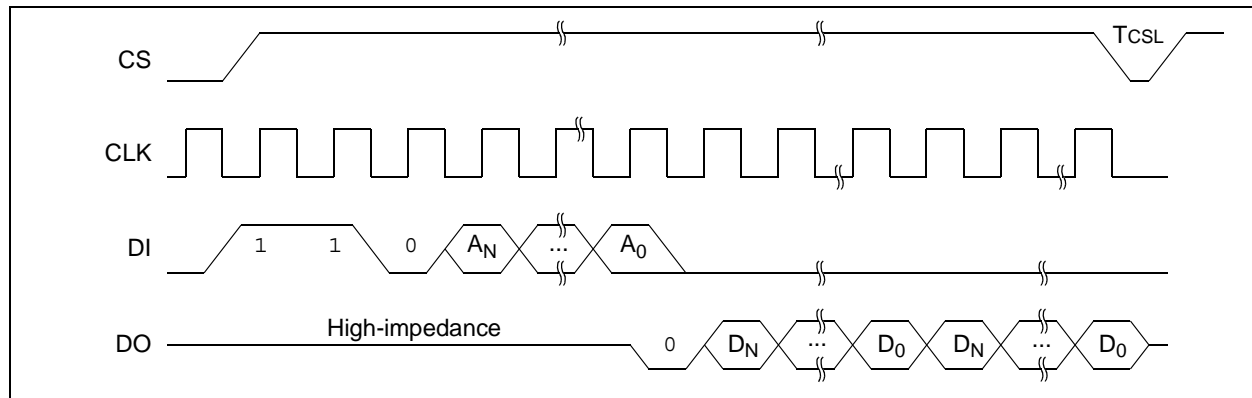 CS
TCSL
CLK
DI
1 1 0 AN ... A0
DO
High-impedance
0 DN ... D0 DN ... D0